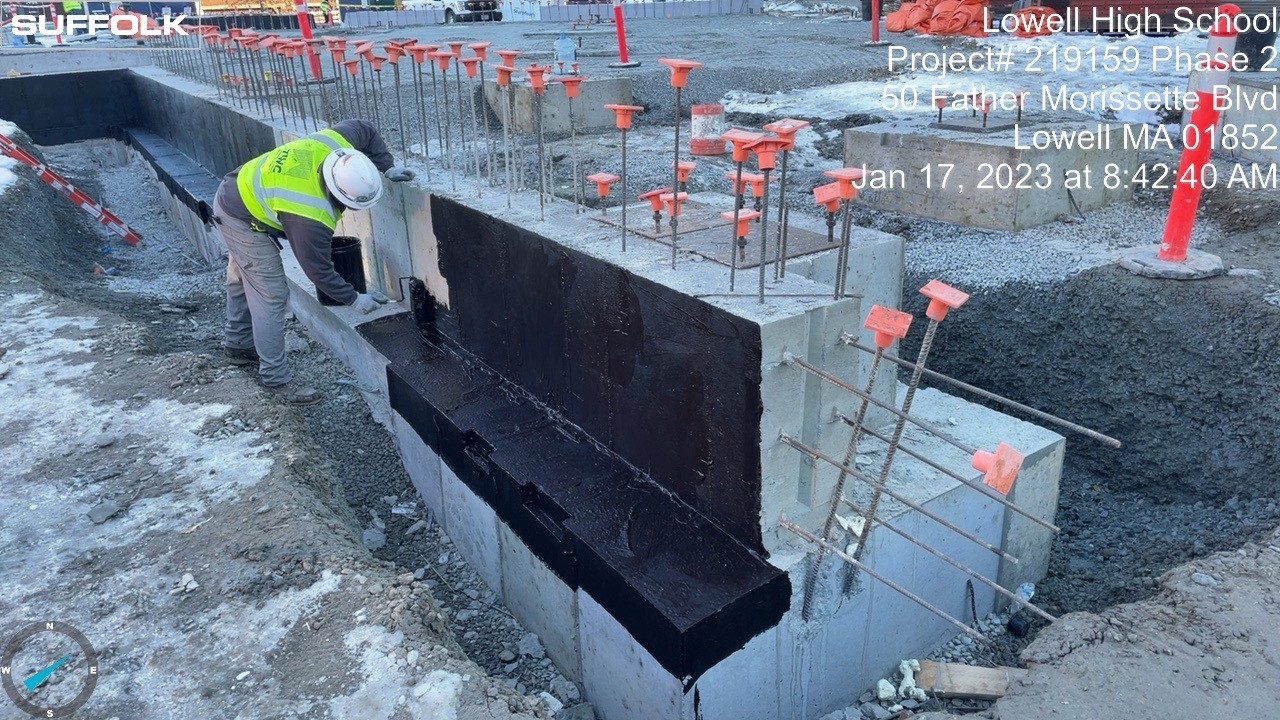 SUFFOLK
Lowell High School
Project# 219159 Phase 2
50 Father Morissette Blvd
Lowell MA 01852
Jan 17, 2023 at 8:42:40 AM
TWC
N
W
E
S